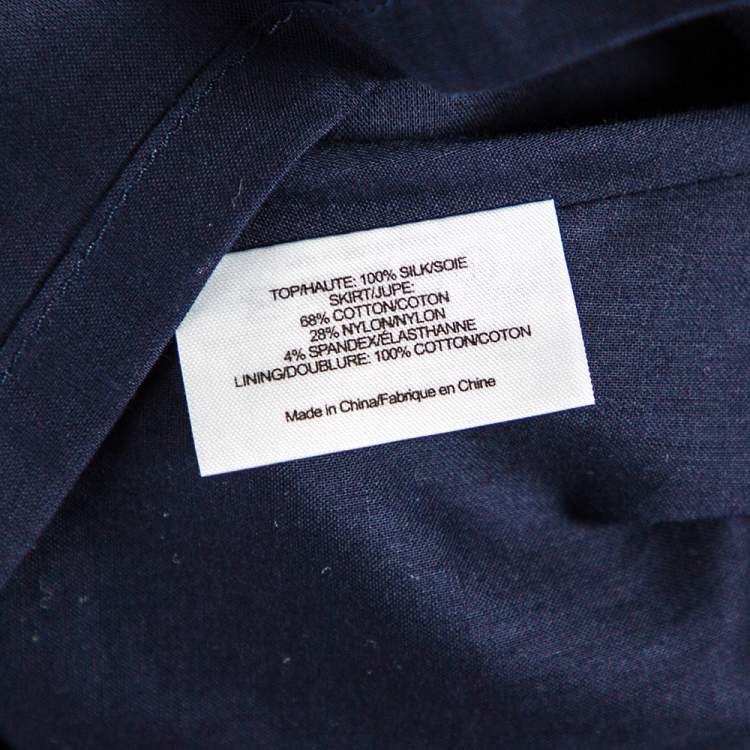 TOP/HAUTE: 100% SILK/SOIE
SKIRT/JUPE:
68% COTTON/COTON
28% NYLON/NYLON
4% SPANDEX/ÉLASTHANNE
LINING/DOUBLURE: 100% COTTON/COTON
Made in China/Fabrique en Chine